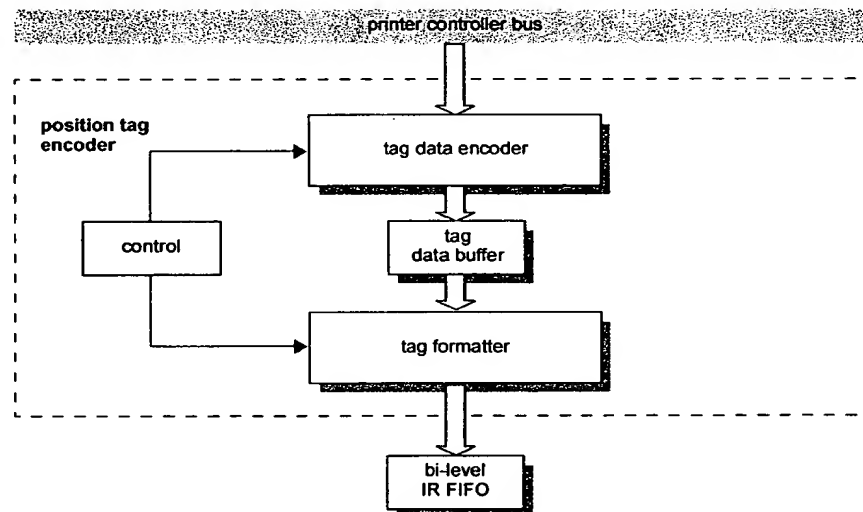 printer controller bus
position tag
encoder
tag data encoder
control
tag
data buffer
tag formatter
bi-level
IR FIFO